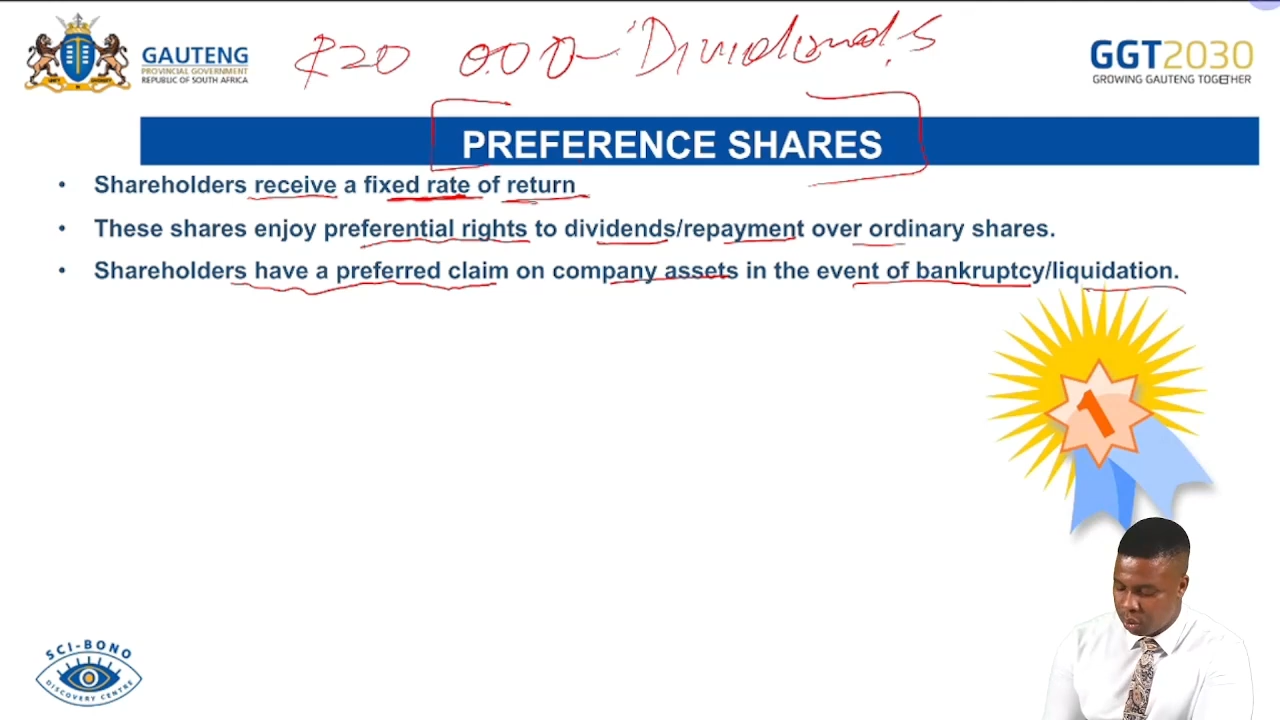 R20 000 Dividends
GAUTENG
PROVINCIAL GOVERNMENT
REPUBLIC OF SOUTH AFRICA
GGT2030
GROWING GAUTENG TOGETHER
PREFERENCE SHARES
• Shareholders receive a fixed rate of return
• These shares enjoy preferential rights to dividends/repayment over ordinary shares.
• Shareholders have a preferred claim on company assets in the event of bankruptcy/liquidation.
1
SCI-BONO
DISCOVERY CENTRE